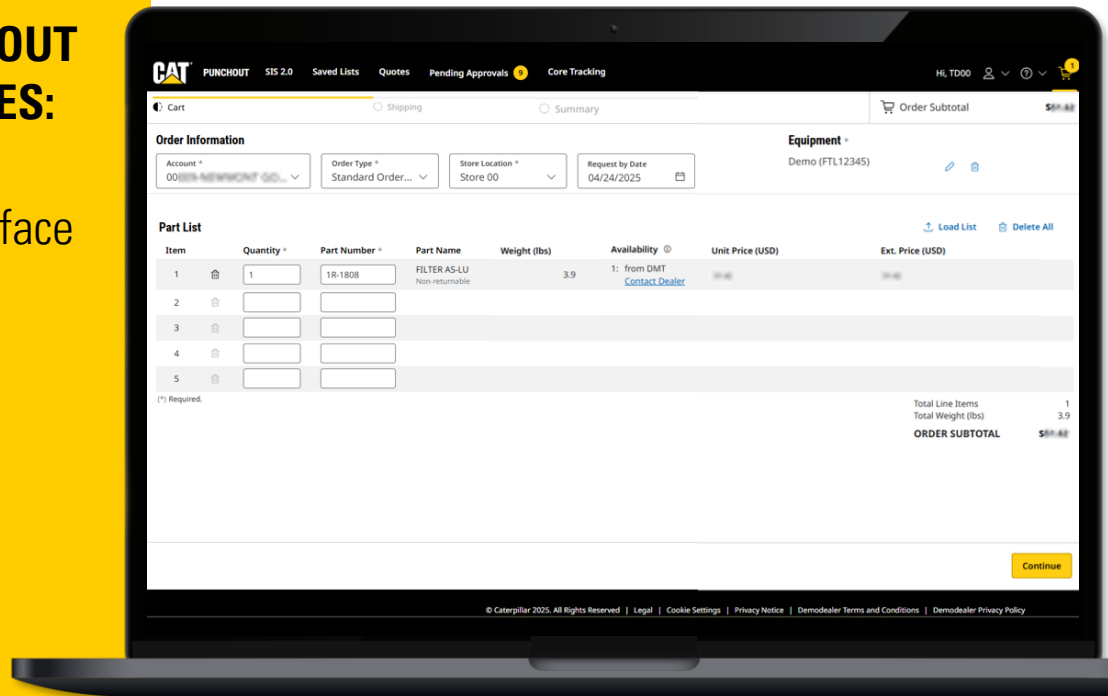 OUT
ES:
face
CAT PUNCHOUT SIS 2.0 Saved Lists Quotes Pending Approvals 9 Core Tracking Hi, TD00 1
Cart Shipping Summary Order Subtotal $
Order Information Equipment *
Account * Order Type * Store Location * Request by Date Demo (FTL12345)
00 Standard Order... Store 00 04/24/2025
Part List Load List Delete All
Item Quantity * Part Number * Part Name Weight (lbs) Availability Unit Price (USD) Ext. Price (USD)
1 1 1R-1808 FILTER AS-LU 3.9 1: from DMT
Non-returnable Contact Dealer
2
3
4
5
(*) Required.
Total Line Items 1
Total Weight (lbs) 3.9
ORDER SUBTOTAL $
Continue
© Caterpillar 2025. All Rights Reserved | Legal | Cookie Settings | Privacy Notice | Demodealer Terms and Conditions | Demodealer Privacy Policy